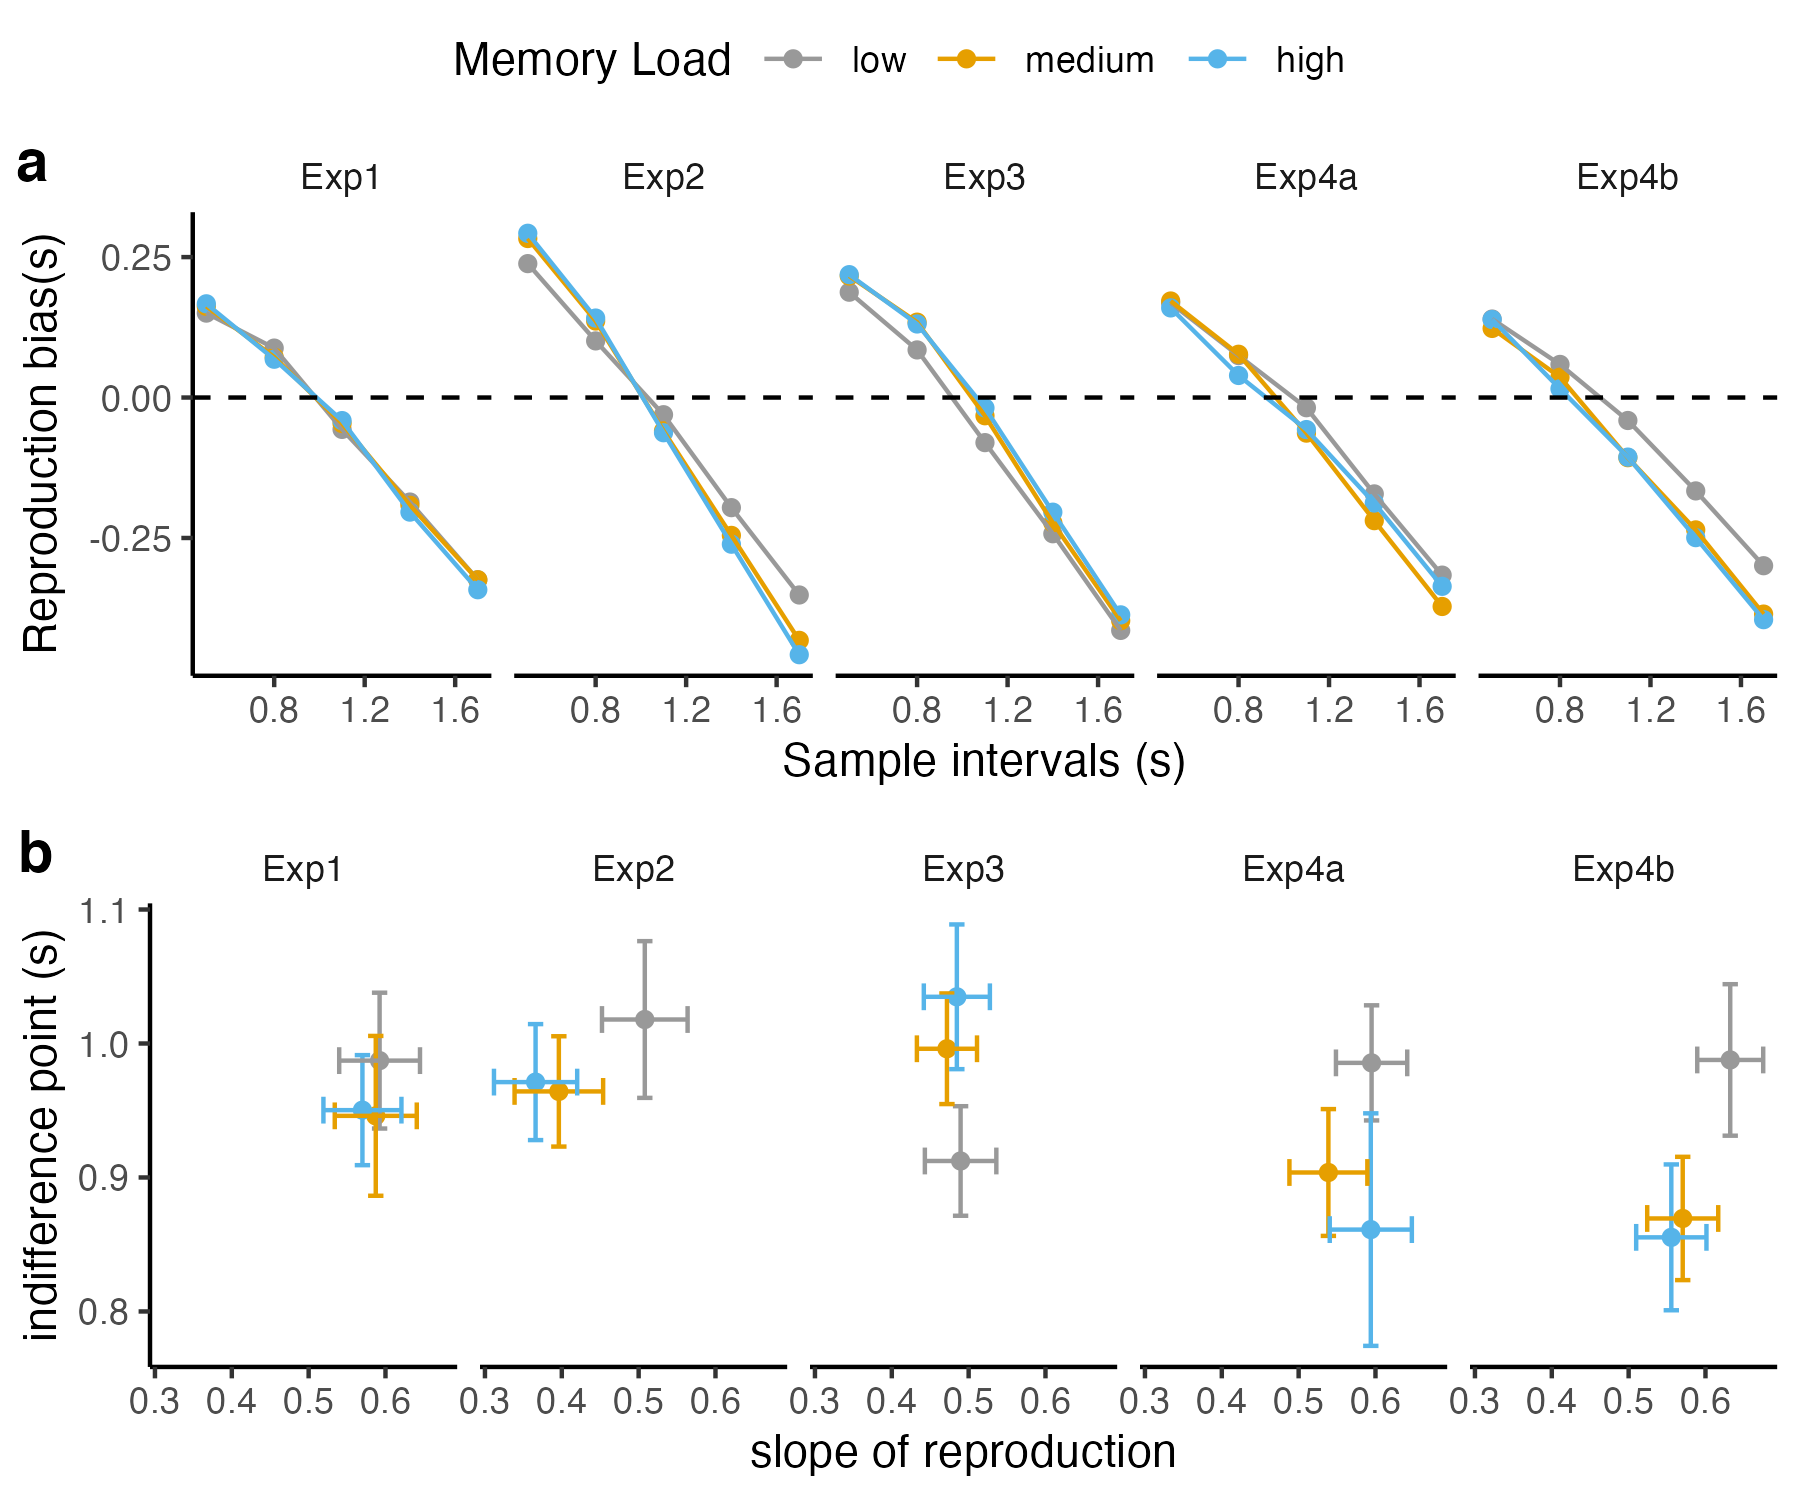 Memory Load low medium high
a
Exp1 Exp2 Exp3 Exp4a Exp4b
Reproduction bias(s)
0.25
0.00
-0.25
0.8 1.2 1.6 0.8 1.2 1.6 0.8 1.2 1.6 0.8 1.2 1.6 0.8 1.2 1.6
Sample intervals (s)
b
Exp1 Exp2 Exp3 Exp4a Exp4b
indifference point (s)
1.1
1.0
0.9
0.8
0.3 0.4 0.5 0.6 0.3 0.4 0.5 0.6 0.3 0.4 0.5 0.6 0.3 0.4 0.5 0.6 0.3 0.4 0.5 0.6
slope of reproduction